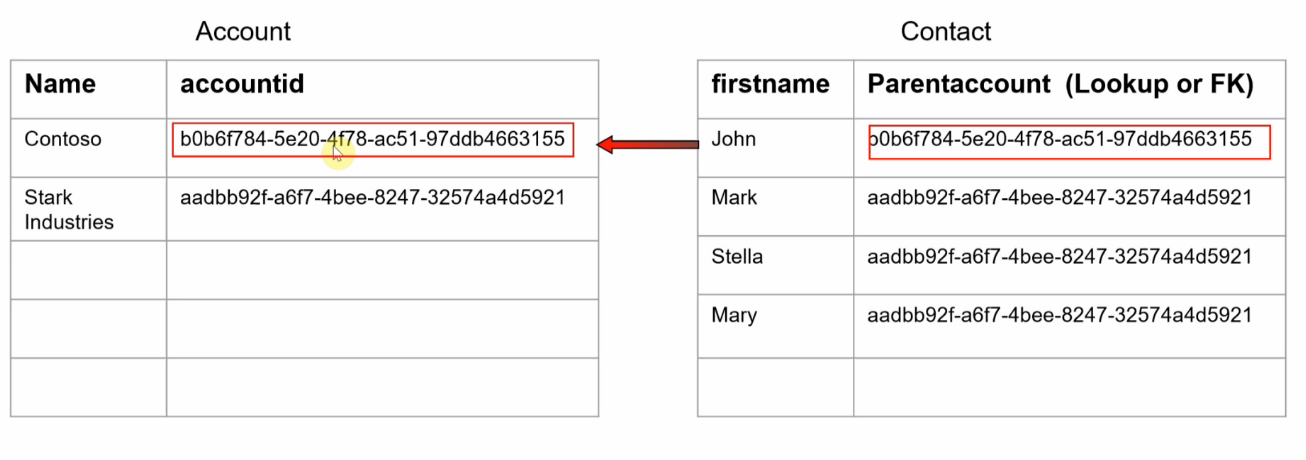 Account
Contact
Name accountid
Contoso b0b6f784-5e20-4f78-ac51-97ddb4663155
Stark aadbb92f-a6f7-4bee-8247-32574a4d5921
Industries
firstname Parentaccount (Lookup or FK)
John b0b6f784-5e20-4f78-ac51-97ddb4663155
Mark aadbb92f-a6f7-4bee-8247-32574a4d5921
Stella aadbb92f-a6f7-4bee-8247-32574a4d5921
Mary aadbb92f-a6f7-4bee-8247-32574a4d5921